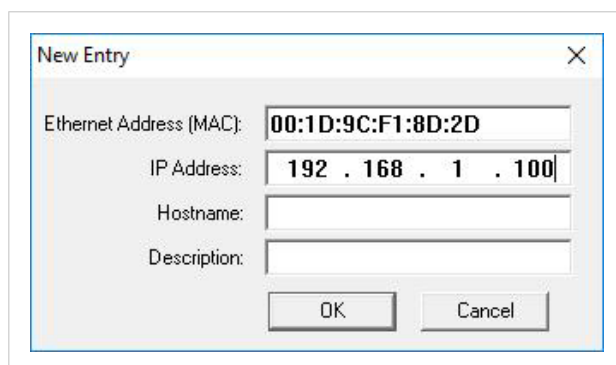 New Entry
Ethernet Address (MAC): 00:1D:9C:F1:8D:2D
IP Address: 192 . 168 . 1 . 100
Hostname:
Description:
OK Cancel